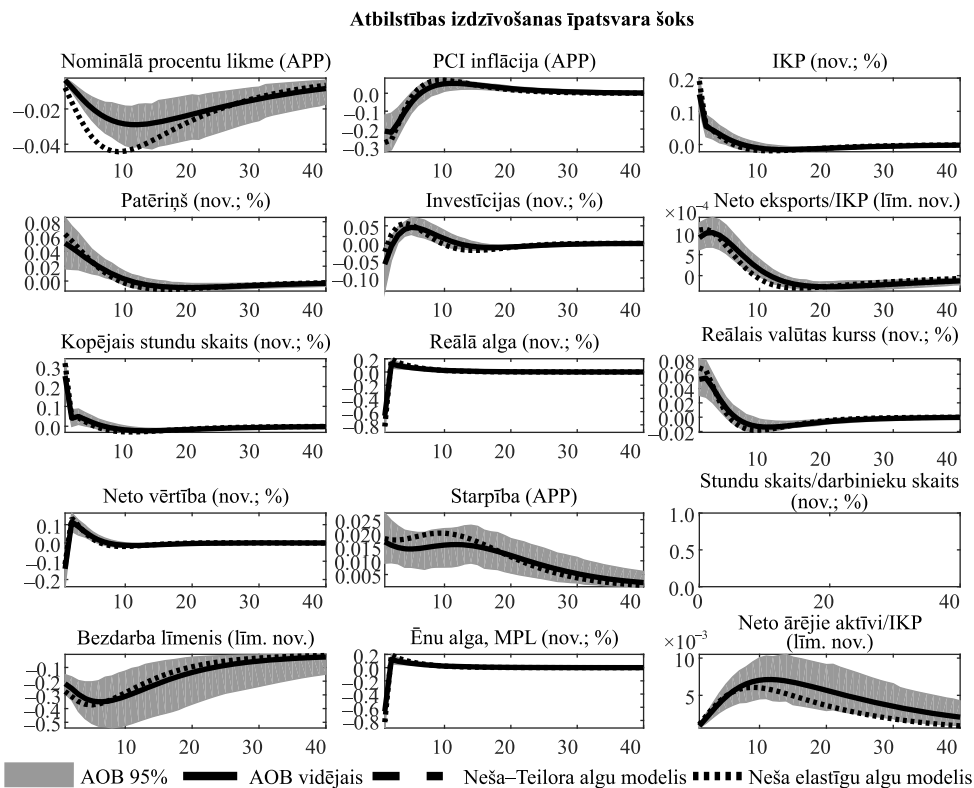 Atbilstības izdzīvošanas īpatsvara šoks
Nominālā procentu likme (APP)
–0.02
–0.04
10 20 30 40
PCI inflācija (APP)
0.0
–0.1
–0.2
–0.3
10 20 30 40
IKP (nov.; %)
0.2
0.1
0.0
10 20 30 40
Patēriņš (nov.; %)
0.08
0.06
0.04
0.02
0.00
10 20 30 40
Investīcijas (nov.; %)
0.05
0.00
–0.05
–0.10
10 20 30 40
Neto eksports/IKP (līm. nov.)
×10⁻⁴
10
5
0
10 20 30 40
Kopējais stundu skaits (nov.; %)
0.3
0.2
0.1
0.0
10 20 30 40
Reālā alga (nov.; %)
0.2
0.0
–0.2
–0.4
–0.6
–0.8
10 20 30 40
Reālais valūtas kurss (nov.; %)
0.08
0.06
0.04
0.02
0.00
–0.02
10 20 30 40
Neto vērtība (nov.; %)
0.1
0.0
–0.1
–0.2
10 20 30 40
Starpība (APP)
0.025
0.020
0.015
0.010
0.005
10 20 30 40
Stundu skaits/darbinieku skaits
(nov.; %)
1.0
0.5
0.0
0 20 40
Bezdarba līmenis (līm. nov.)
–0.1
–0.2
–0.3
–0.4
–0.5
10 20 30 40
Ēnu alga, MPL (nov.; %)
0.2
0.0
–0.2
–0.4
–0.6
–0.8
10 20 30 40
Neto ārējie aktīvi/IKP
(līm. nov.)
×10⁻³
10
5
10 20 30 40
AOB 95% AOB vidējais Neša–Teilora algu modelis Neša elastīgu algu modelis